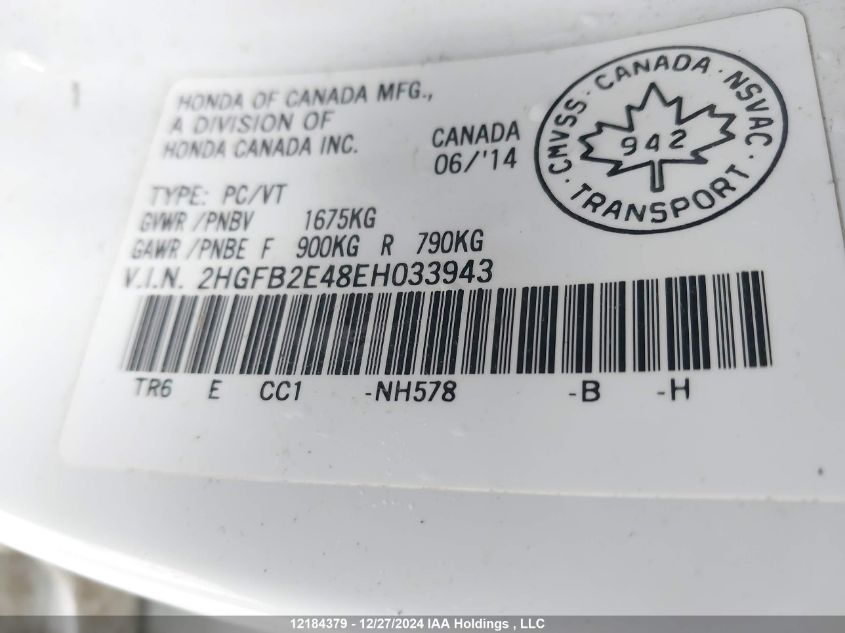 HONDA OF CANADA MFG.,
A DIVISION OF
HONDA CANADA INC.
CANADA
06/'14
CMVSS · CANADA · NSVAC · TRANSPORT ·
942
TYPE: PC/VT
GVWR /PNBV 1675KG
GAWR /PNBE F 900KG R 790KG
V.I.N. 2HGFB2E48EH033943
TR6 E CC1 -NH578 -B -H
12184379 - 12/27/2024 IAA Holdings , LLC